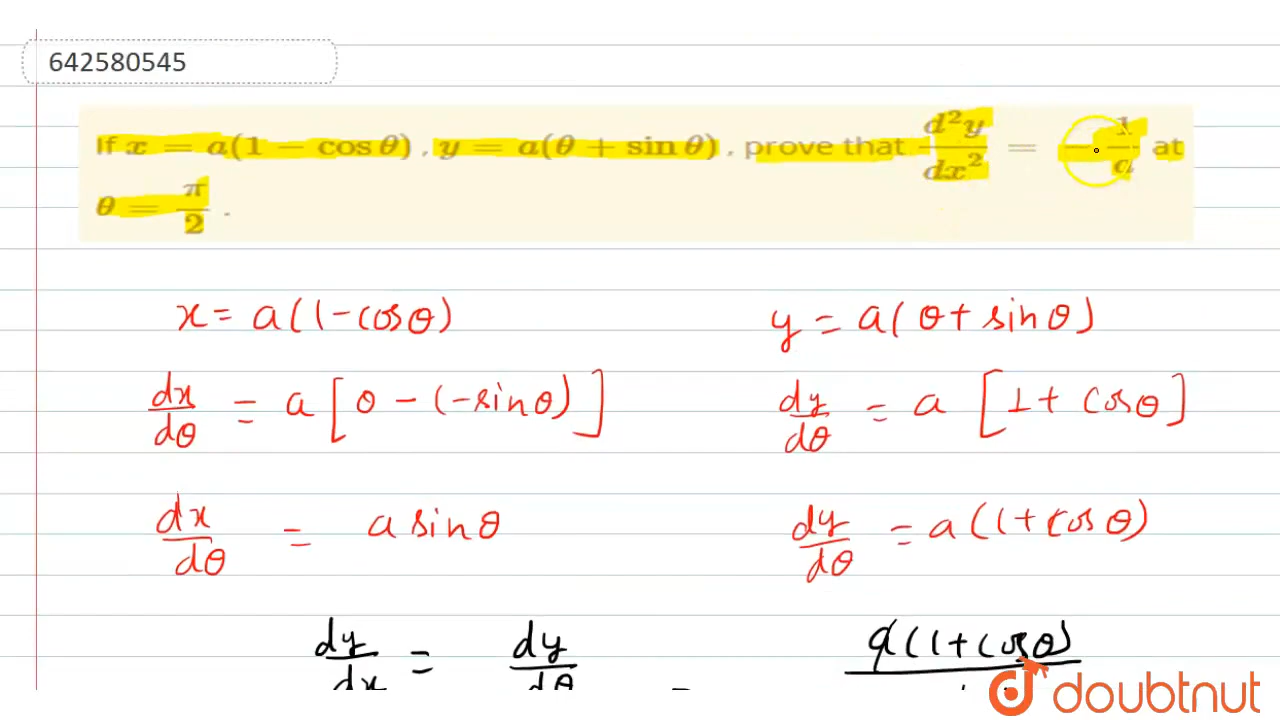 642580545
If x = a(1 − cos θ) , y = a(θ + sin θ) , prove that d²y/dx² = −1/a at
θ = π/2 .
x = a(1-cosθ) y = a(θ+ sinθ)
dx/dθ = a[0-(-sinθ)] dy/dθ = a[1+ cosθ]
dx/dθ = a sinθ dy/dθ = a(1+cosθ)
dy/dx = dy/dθ = a(1+cosθ)
doubtnut